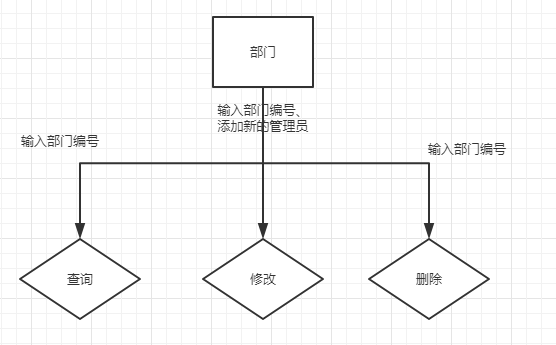 部门
输入部门编号、
添加新的管理员
输入部门编号
输入部门编号
查询
修改
删除